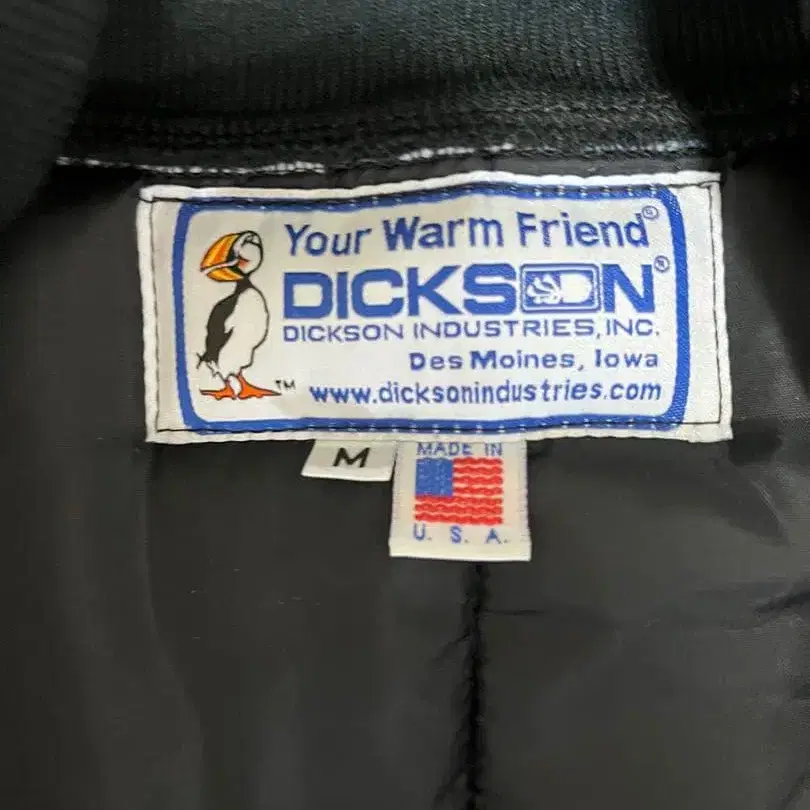 Your Warm Friend®
DICKSON®
DICKSON INDUSTRIES, INC.
Des Moines, Iowa
™ www.dicksonindustries.com
M
MADE IN
U. S. A.